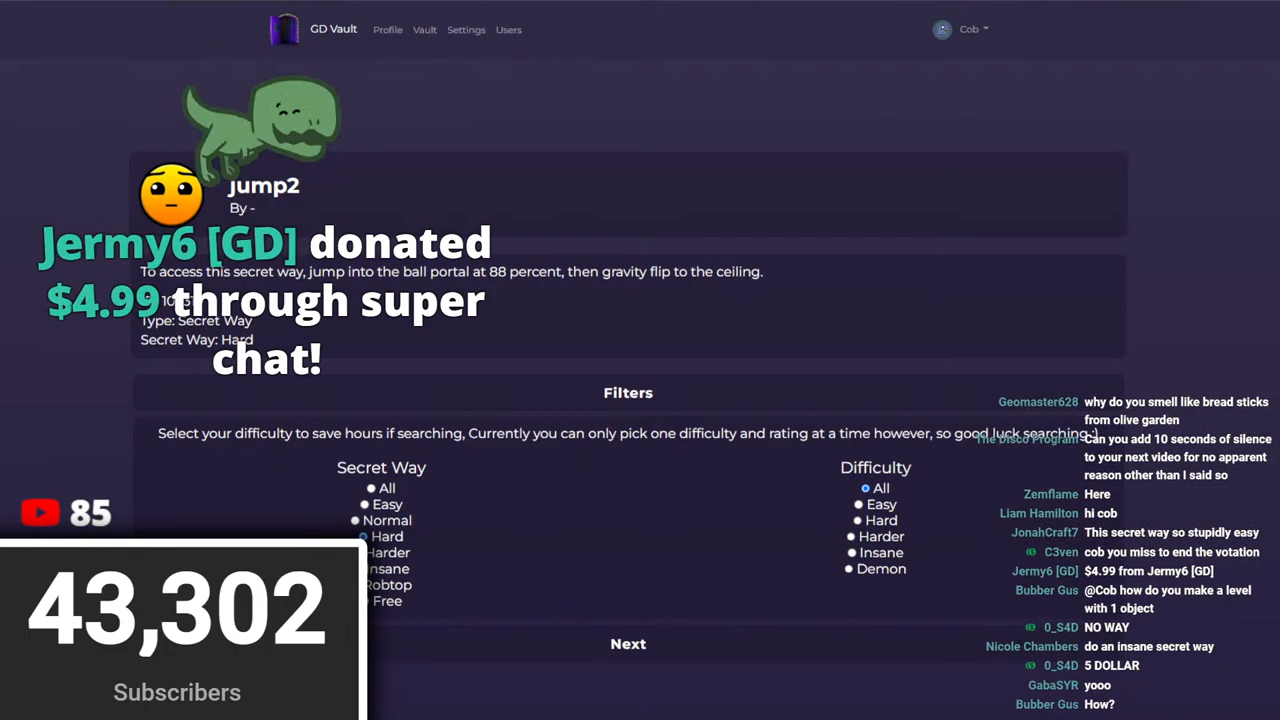 GD Vault Profile Vault Settings Users Cob
jump2
By -
Jermy6 [GD] donated
$4.99 through super
chat!
To access this secret way, jump into the ball portal at 88 percent, then gravity flip to the ceiling.
Type: Secret Way
Secret Way: Hard
Filters
Select your difficulty to save hours if searching, Currently you can only pick one difficulty and rating at a time however, so good luck searching :)
Secret Way
All
Easy
Normal
Hard
Harder
Insane
Robtop
Free
Difficulty
All
Easy
Hard
Harder
Insane
Demon
Next
85
43,302
Subscribers
Geomaster628 why do you smell like bread sticks
from olive garden
The Disco Program Can you add 10 seconds of silence
to your next video for no apparent
reason other than I said so
Zemflame Here
Liam Hamilton hi cob
JonahCraft7 This secret way so stupidly easy
C3ven cob you miss to end the votation
Jermy6 [GD] $4.99 from Jermy6 [GD]
Bubber Gus @Cob how do you make a level
with 1 object
0_S4D NO WAY
Nicole Chambers do an insane secret way
0_S4D 5 DOLLAR
GabaSYR yooo
Bubber Gus How?